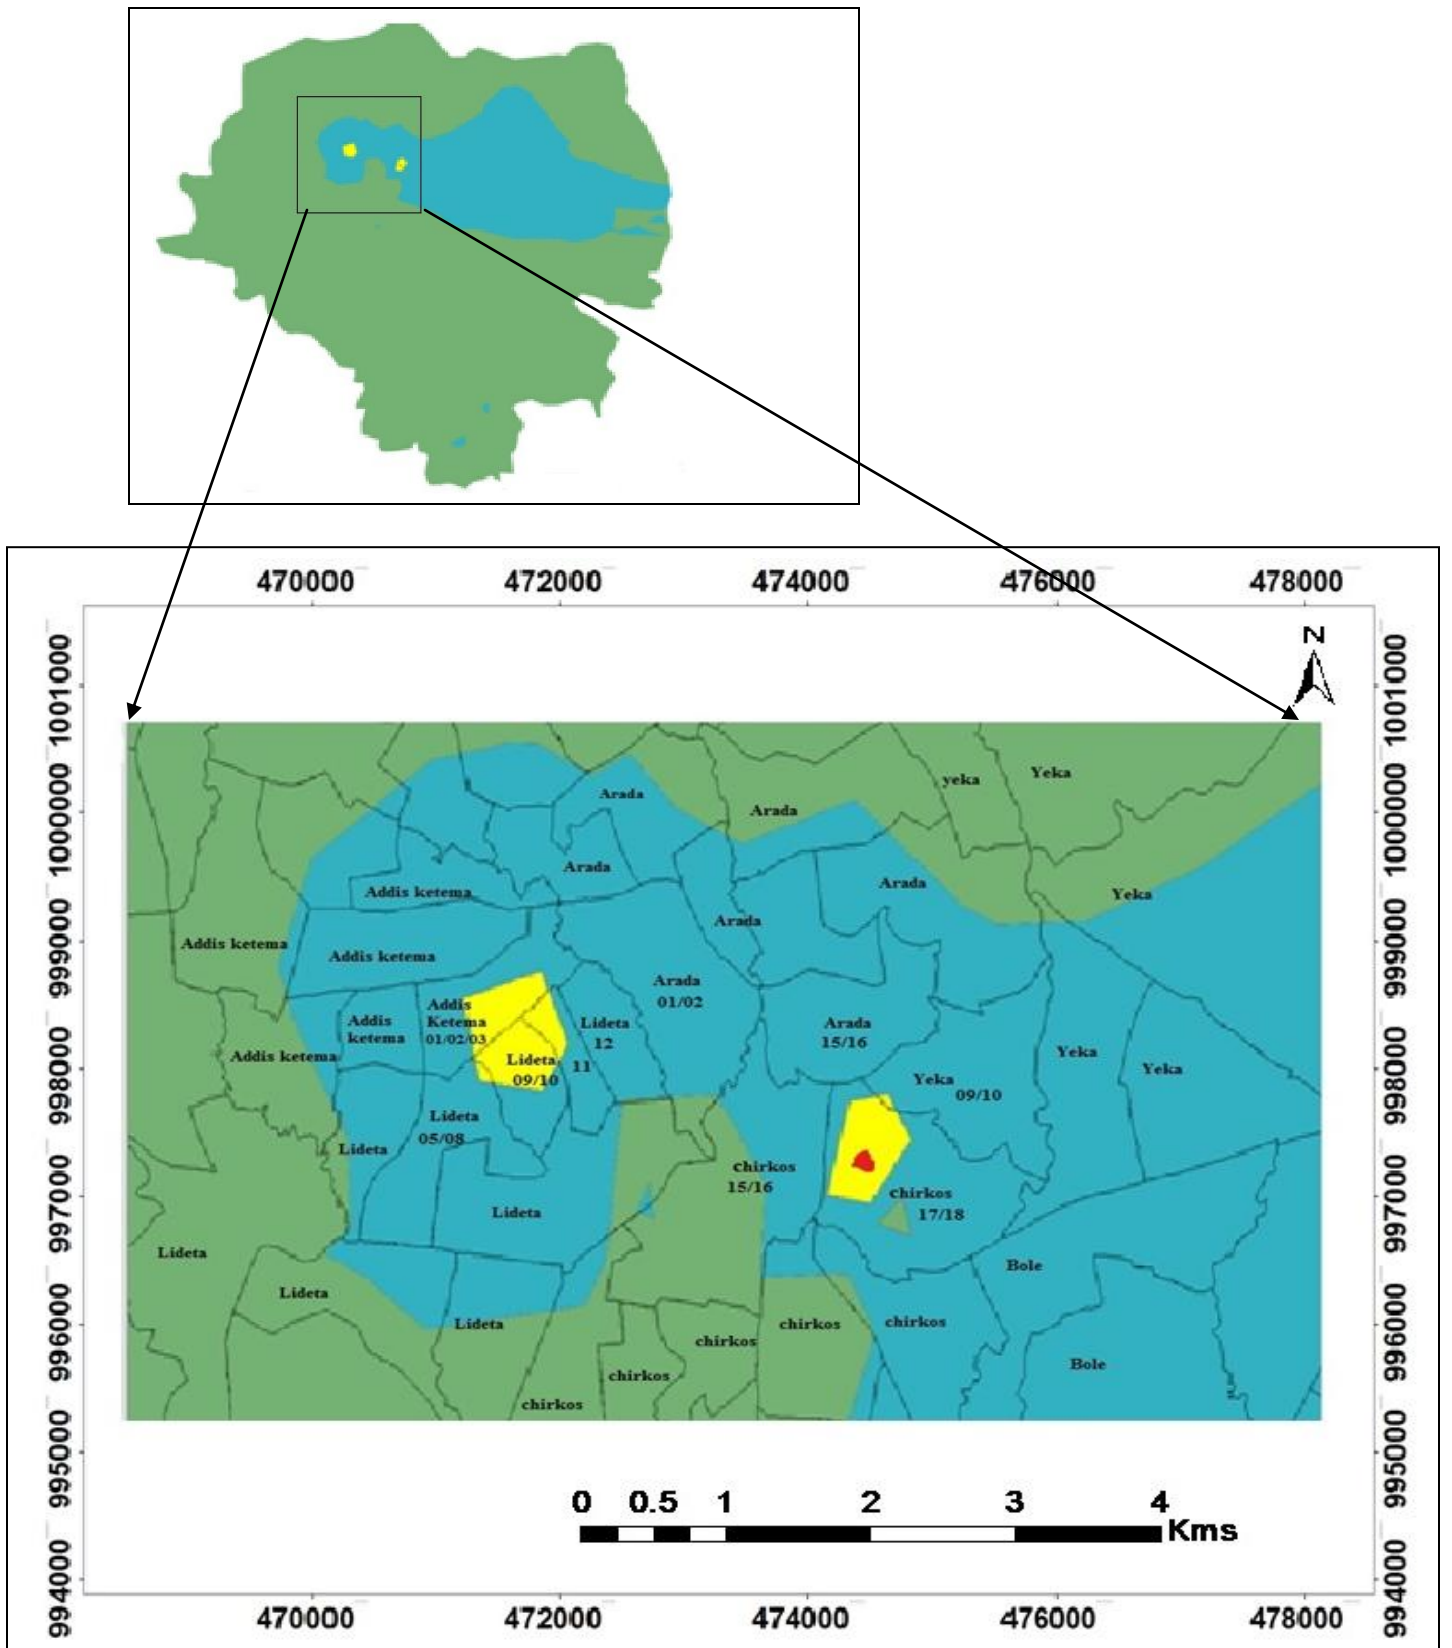 470000 472000 474000 476000 478000
N
1001000
1000000
999000
998000
997000
996000
995000
994000
1001000
1000000
999000
998000
997000
996000
995000
994000
yeka
Yeka
Arada
Arada
Arada
Addis ketema
Arada
Yeka
Arada
Addis ketema
Addis ketema
Arada
01/02
Addis
Ketema
01/02/03
Addis
ketema
Lideta
12
Arada
15/16
Addis ketema
Lideta
09/10
11
Yeka
Yeka
Yeka
09/10
Lideta
05/08
Lideta
chirkos
15/16
chirkos
17/18
Lideta
Lideta
Bole
Lideta
Lideta
chirkos
chirkos
chirkos
Bole
chirkos
chirkos
0 0.5 1 2 3 4
Kms
470000 472000 474000 476000 478000